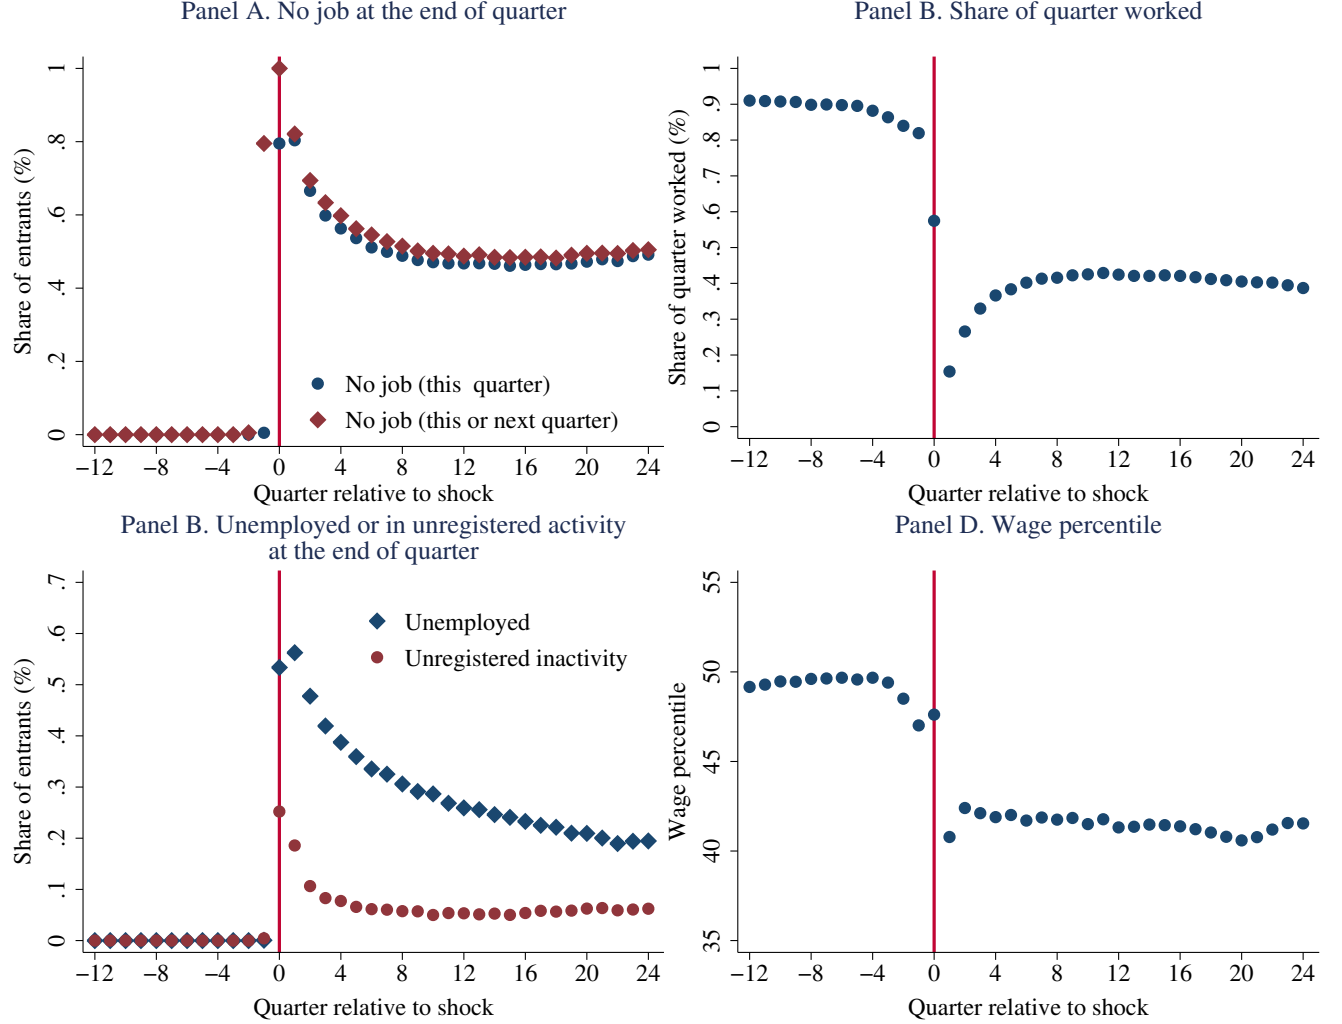 Panel A. No job at the end of quarter
Share of entrants (%)
1
.8
.6
.4
.2
0
No job (this  quarter)
No job (this or next quarter)
−12 −8 −4 0 4 8 12 16 20 24
Quarter relative to shock
Panel B. Share of quarter worked
Share of quarter worked (%)
1
.9
.8
.7
.6
.5
.4
.3
.2
.1
0
−12 −8 −4 0 4 8 12 16 20 24
Quarter relative to shock
Panel B. Unemployed or in unregistered activity
at the end of quarter
Share of entrants (%)
.7
.6
.5
.4
.3
.2
.1
0
Unemployed
Unregistered inactivity
−12 −8 −4 0 4 8 12 16 20 24
Quarter relative to shock
Panel D. Wage percentile
Wage percentile
55
50
45
40
35
−12 −8 −4 0 4 8 12 16 20 24
Quarter relative to shock